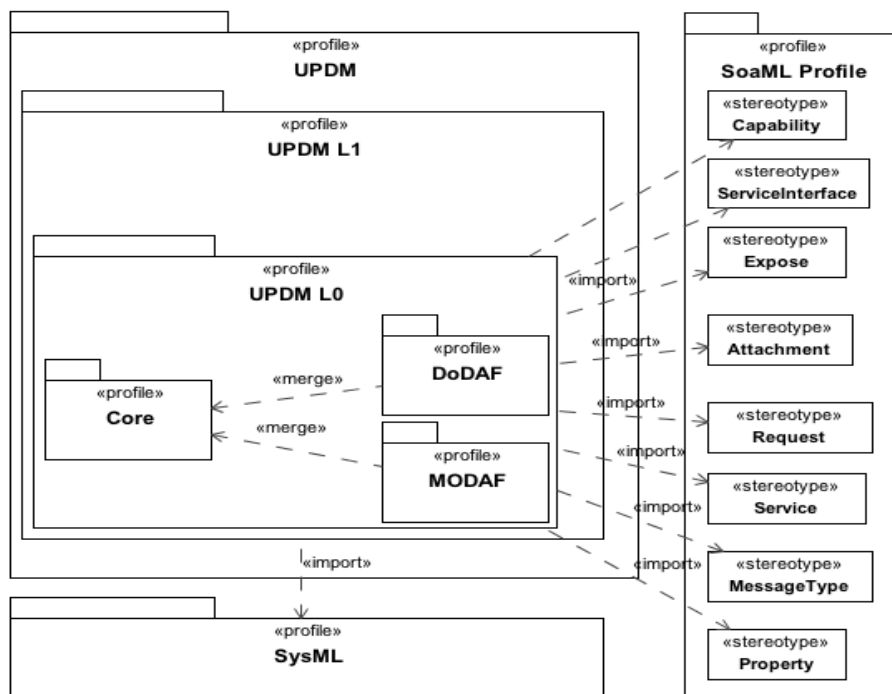 «profile»
UPDM
«profile»
UPDM L1
«profile»
UPDM L0
«profile»
Core
«merge»
«merge»
«profile»
DoDAF
«profile»
MODAF
«import»
«profile»
SysML
«import»
«import»
«import»
«import»
«import»
«import»
«profile»
SoaML Profile
«stereotype»
Capability
«stereotype»
ServiceInterface
«stereotype»
Expose
«stereotype»
Attachment
«stereotype»
Request
«stereotype»
Service
«stereotype»
MessageType
«stereotype»
Property